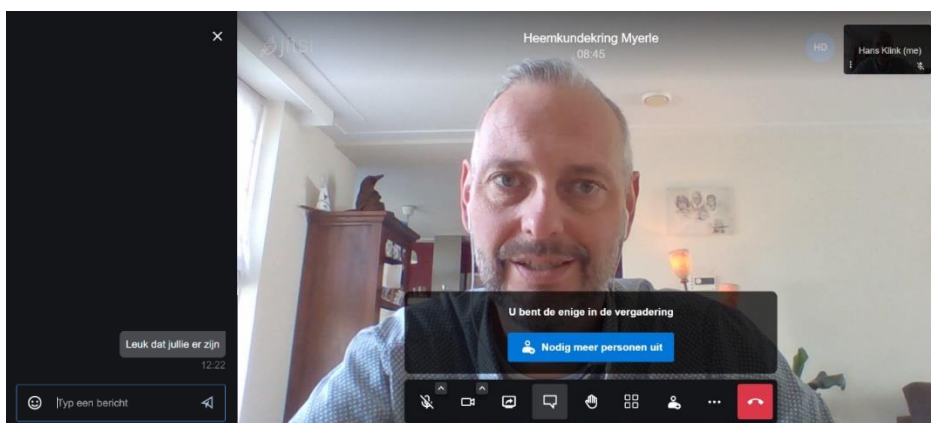 jitsi
Heemkundekring Myerle
08:45
HD
Hans Klink (me)
U bent de enige in de vergadering
Nodig meer personen uit
Leuk dat jullie er zijn
12:22
Typ een bericht